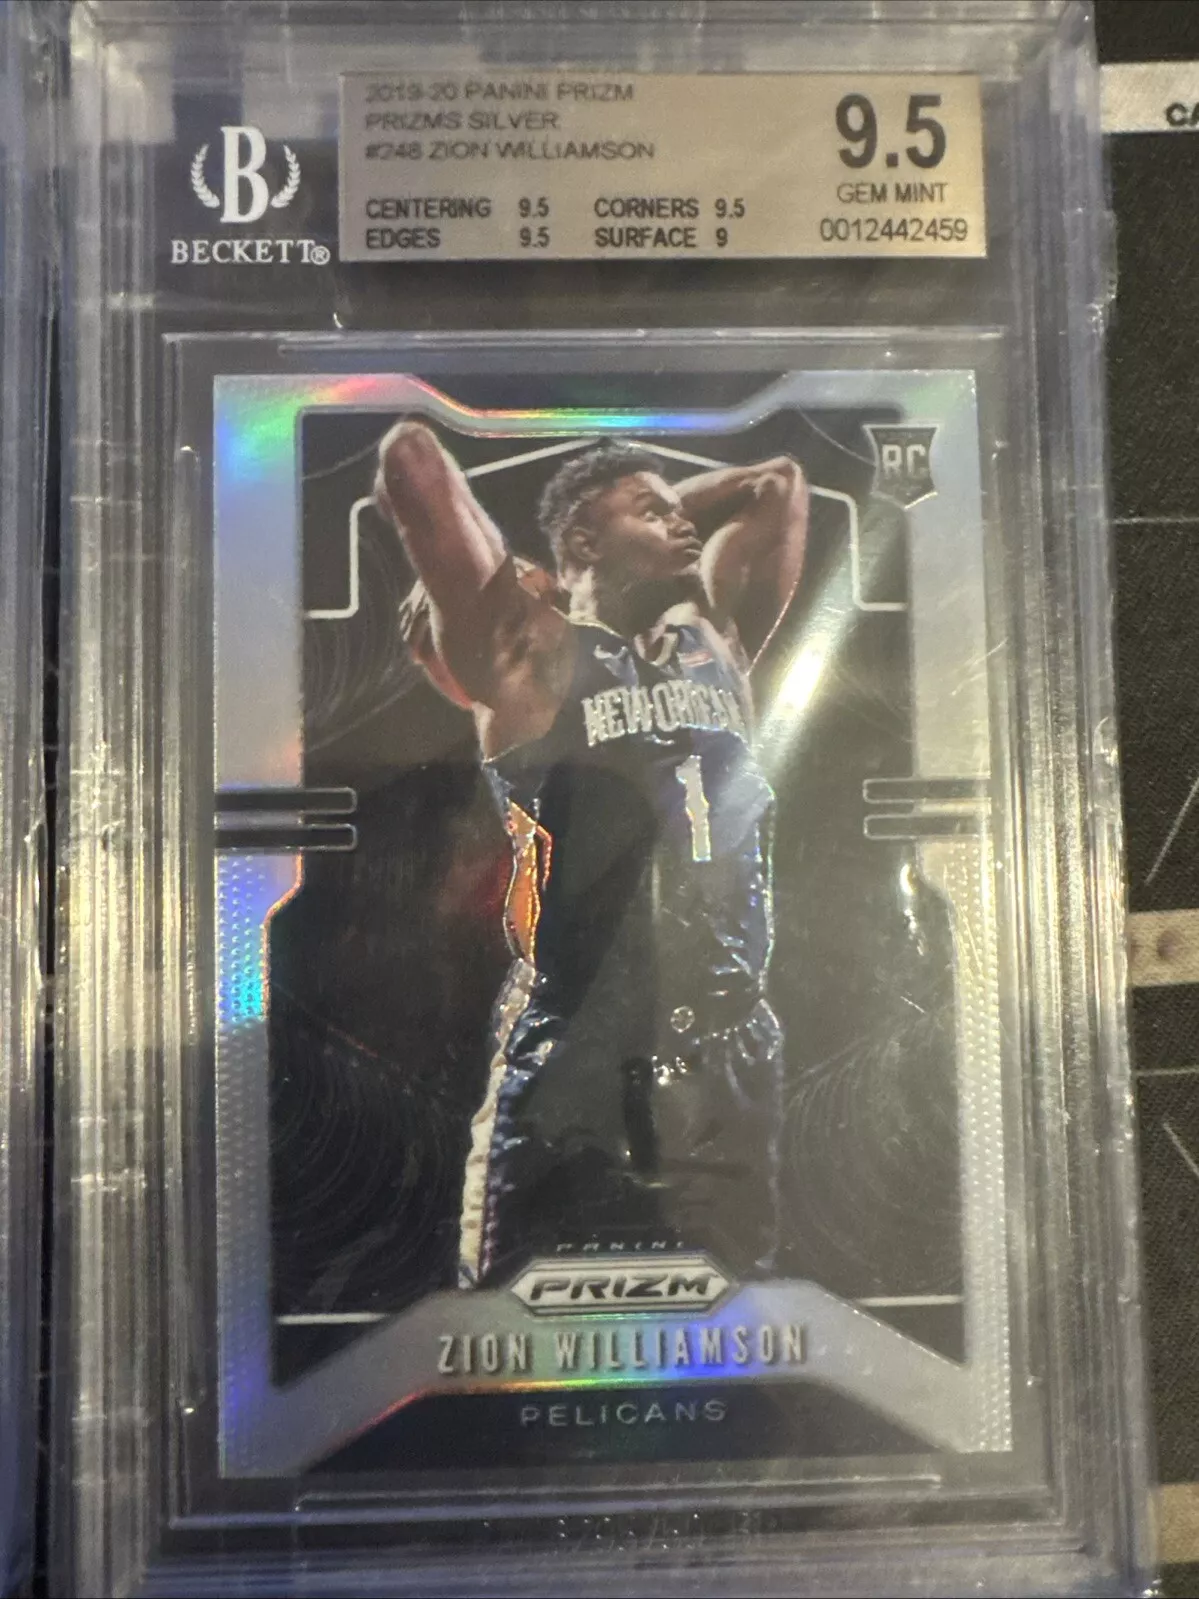 2019-20 PANINI PRIZM
PRIZMS SILVER
#248 ZION WILLIAMSON
CENTERING 9.5 CORNERS 9.5
EDGES 9.5 SURFACE 9
9.5
GEM MINT
0012442459
B
BECKETT®
CA
RC
NEW ORLEANS
1
PANINI
PRIZM
ZION WILLIAMSON
PELICANS